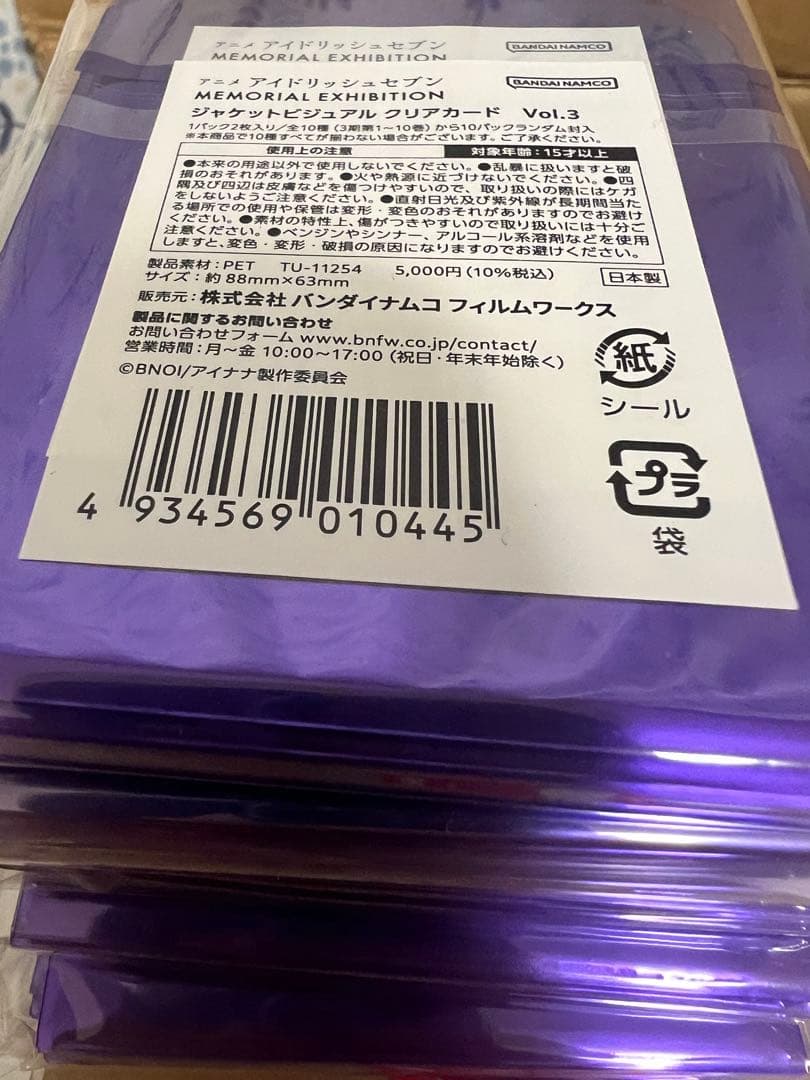 アニメ アイドリッシュセブン
MEMORIAL EXHIBITION
BANDAI NAMCO
アニメ アイドリッシュセブン
MEMORIAL EXHIBITION
BANDAI NAMCO
ジャケットビジュアル クリアカード Vol.3
1パック2枚入り/全10種(3期第1~10巻)から10パックランダム封入
※本商品で10種すべてが揃わない場合がございます。ご了承ください。
使用上の注意
対象年齢:15才以上
●本来の用途以外で使用しないでください。●乱暴に扱いますと破
損のおそれがあります。●火や熱源に近づけないでください。●四
隅及び四辺は皮膚などを傷つけやすいので、取り扱いの際にはケガ
をしないようご注意ください。●直射日光及び紫外線が長期間当た
る場所での使用や保管は変形・変色のおそれがありますのでお避け
ください。●素材の特性上、傷がつきやすいので取り扱いには十分ご
注意ください。●ベンジンやシンナー、アルコール系溶剤などを使用
しますと、変色・変形・破損の原因になりますのでお避けください。
製品素材:PET TU-11254 5,000円(10%税込)
サイズ:約88mm×63mm
日本製
販売元:株式会社 バンダイナムコ フィルムワークス
製品に関するお問い合わせ
お問い合わせフォーム www.bnfw.co.jp/contact/
営業時間:月~金 10:00~17:00(祝日・年末年始除く)
©BNOI/アイナナ製作委員会
紙
シール
プラ
袋
4 934569 010445